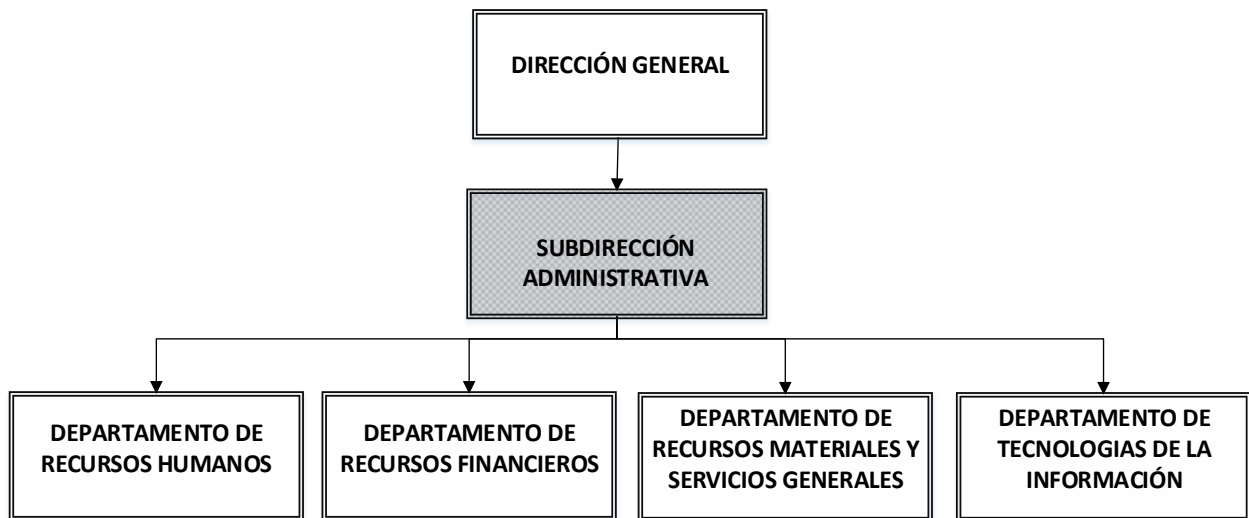 DIRECCIÓN GENERAL
SUBDIRECCIÓN
ADMINISTRATIVA
DEPARTAMENTO DE
RECURSOS HUMANOS
DEPARTAMENTO DE
RECURSOS FINANCIEROS
DEPARTAMENTO DE
RECURSOS MATERIALES Y
SERVICIOS GENERALES
DEPARTAMENTO DE
TECNOLOGIAS DE LA
INFORMACIÓN